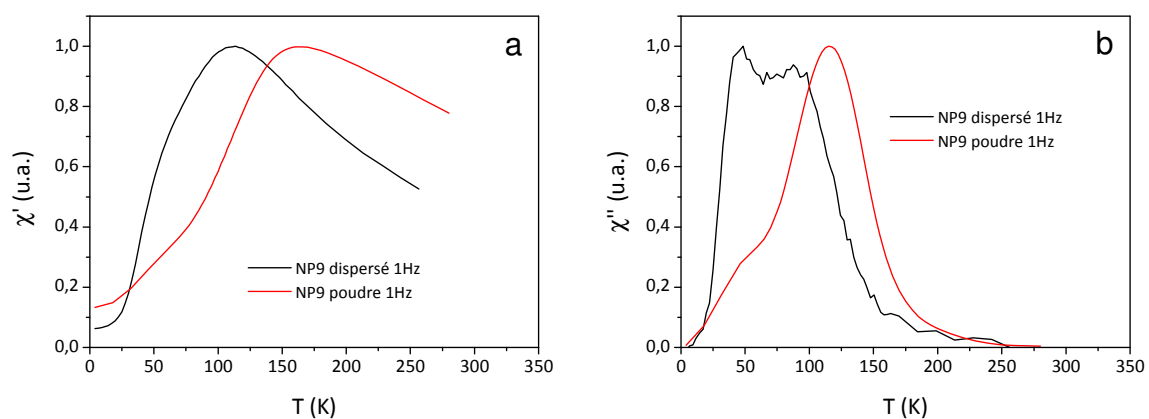 a
1,0
0,8
0,6
0,4
0,2
0,0
χ' (u.a.)
NP9 dispersé 1Hz
NP9 poudre 1Hz
0 50 100 150 200 250 300 350
T (K)
b
1,0
0,8
0,6
0,4
0,2
0,0
χ'' (u.a.)
NP9 dispersé 1Hz
NP9 poudre 1Hz
0 50 100 150 200 250 300 350
T (K)